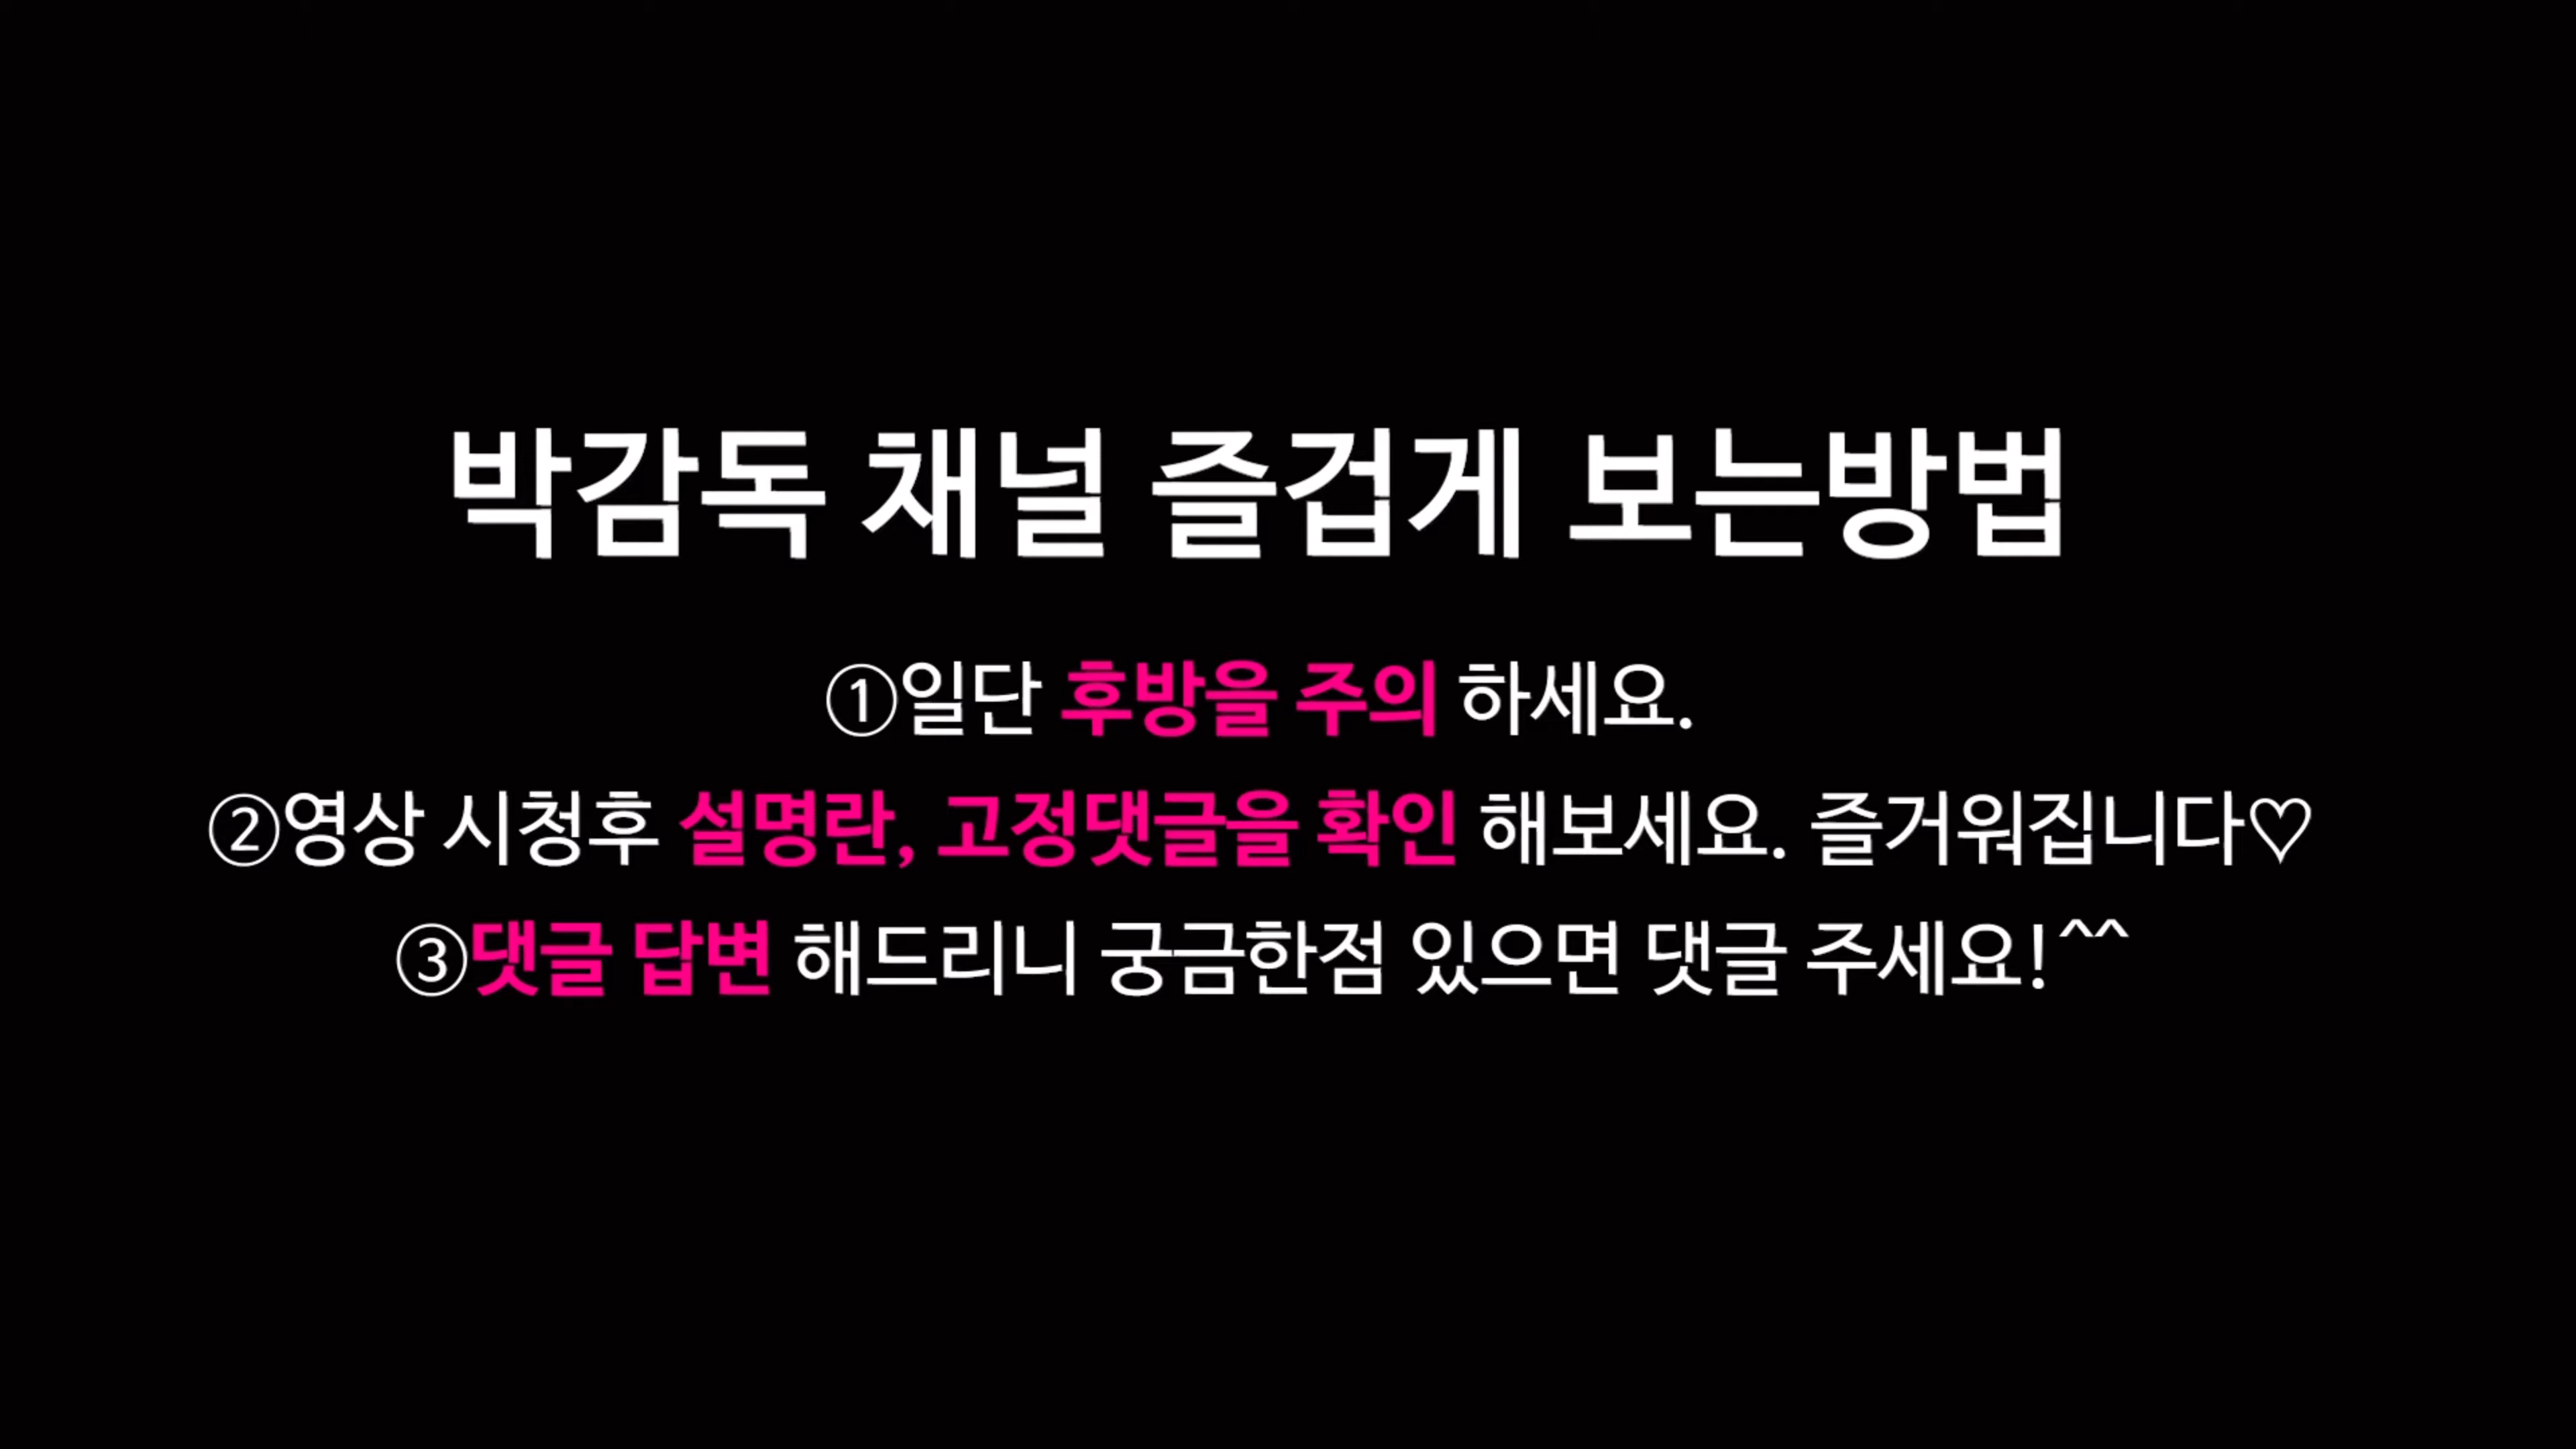 박감독 채널 즐겁게 보는방법
①일단 후방을 주의 하세요.
②영상 시청후 설명란, 고정댓글을 확인 해보세요. 즐거워집니다♡
③댓글 답변 해드리니 궁금한점 있으면 댓글 주세요!^^